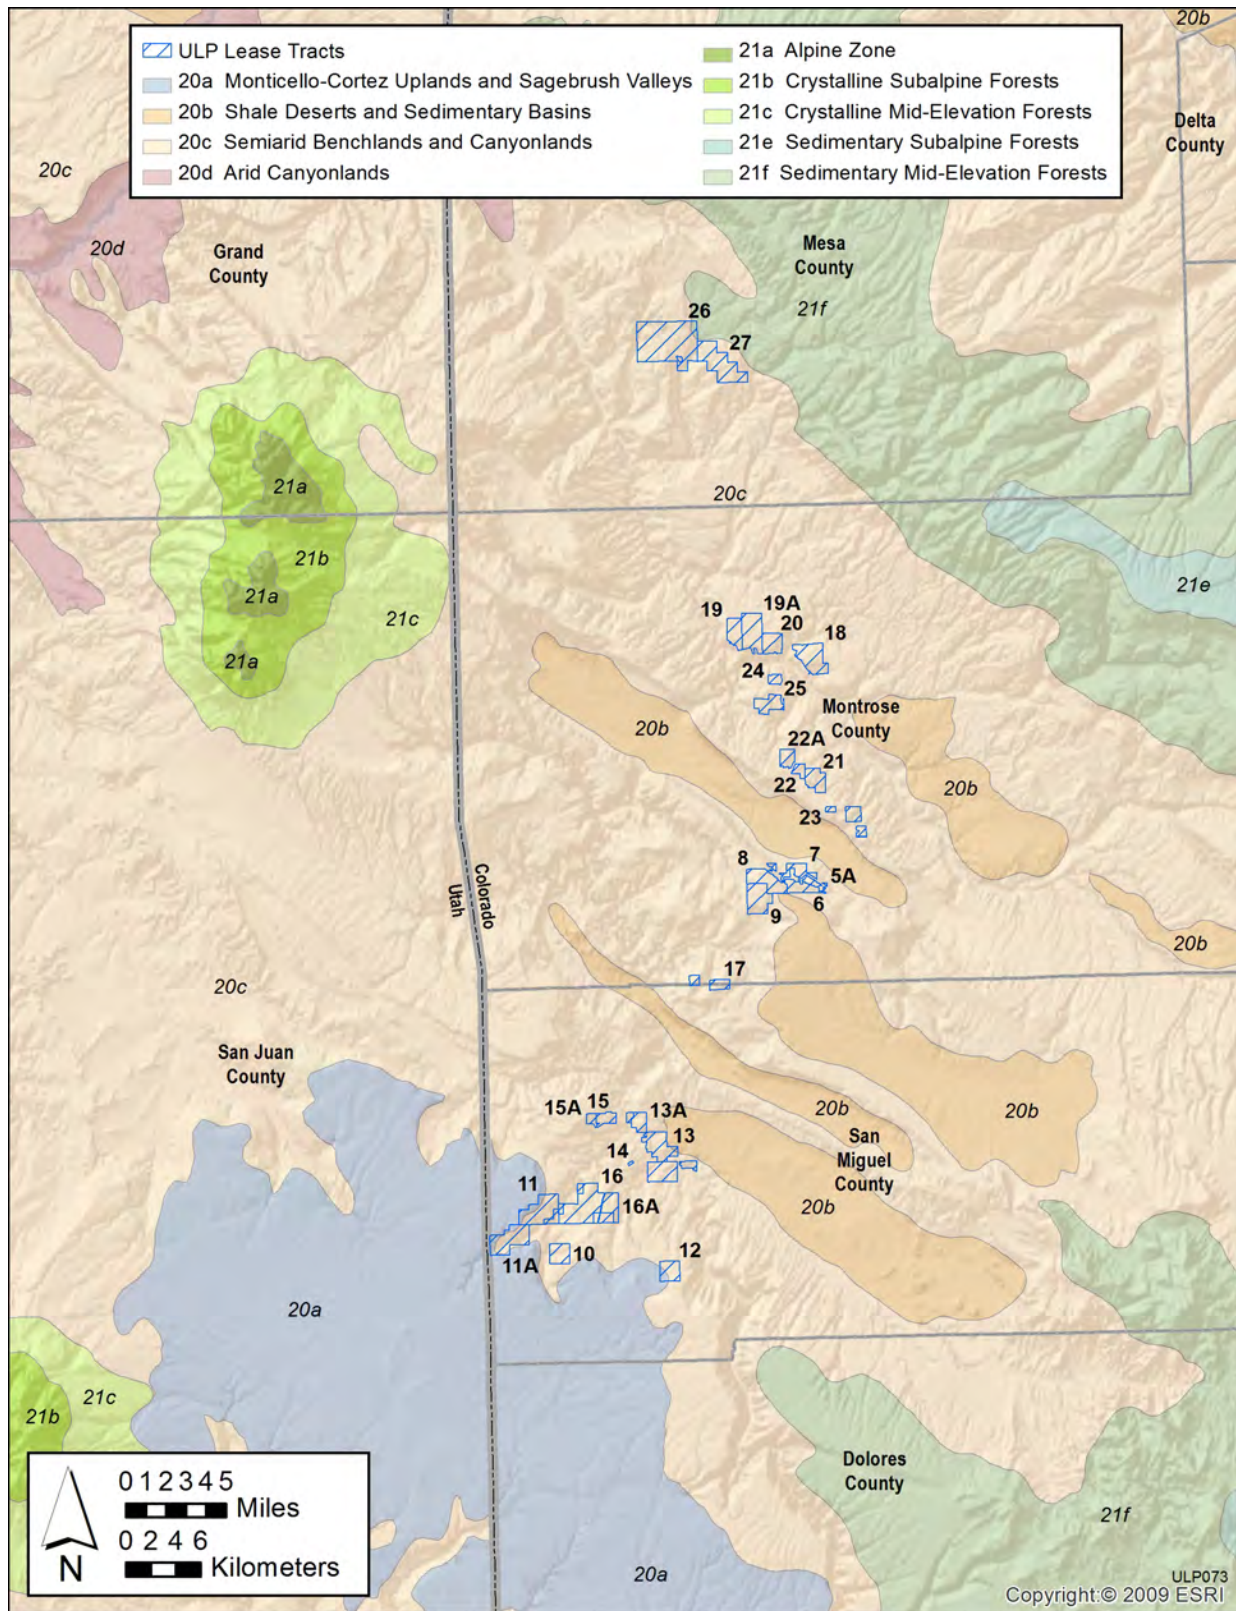 20b
ULP Lease Tracts
20a Monticello-Cortez Uplands and Sagebrush Valleys
20b Shale Deserts and Sedimentary Basins
20c Semiarid Benchlands and Canyonlands
20d Arid Canyonlands
21a Alpine Zone
21b Crystalline Subalpine Forests
21c Crystalline Mid-Elevation Forests
21e Sedimentary Subalpine Forests
21f Sedimentary Mid-Elevation Forests
Delta
County
20c
20d
Grand
County
Mesa
County
21f
26
27
21a
20c
21b
21a
21c
21a
21e
19
19A
20
18
24
25
Montrose
County
20b
22A
21
22
20b
23
8
7
5A
6
9
Colorado
Utah
20b
17
20c
San Juan
County
15A
15
13A
13
14
20b
San
Miguel
County
20b
20b
11
16
16A
10
12
11A
20a
21c
21b
Dolores
County
21f
20a
0 1 2 3 4 5
Miles
0 2 4 6
Kilometers
N
ULP073
Copyright:© 2009 ESRI